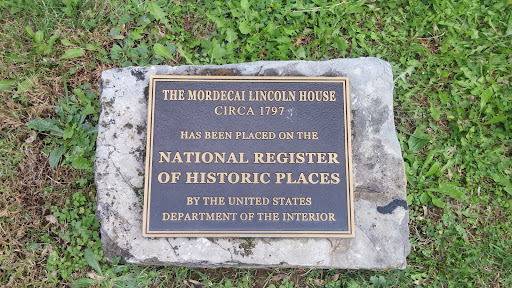 THE MORDECAI LINCOLN HOUSE
CIRCA 1797
HAS BEEN PLACED ON THE
NATIONAL REGISTER
OF HISTORIC PLACES
BY THE UNITED STATES
DEPARTMENT OF THE INTERIOR